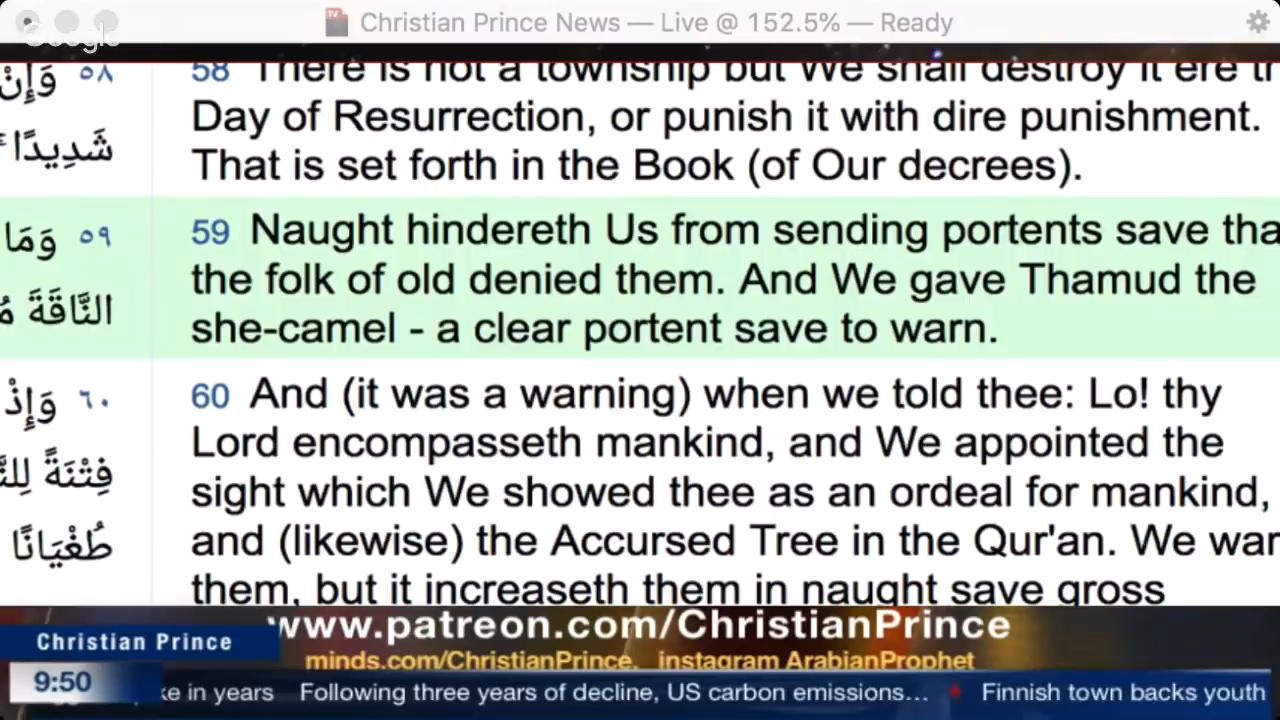 Christian Prince News — Live @ 152.5% — Ready
Google
٥٨ وَإِنْ
58 There is not a township but We shall destroy it ere
Day of Resurrection, or punish it with dire punishment.
شَدِيدًا
That is set forth in the Book (of Our decrees).
٥٩ وَمَا
59 Naught hindereth Us from sending portents save tha
the folk of old denied them. And We gave Thamud the
النَّاقَةَ
she-camel - a clear portent save to warn.
٦٠ وَإِذْ
60 And (it was a warning) when we told thee: Lo! thy
Lord encompasseth mankind, and We appointed the
فِتْنَةً
sight which We showed thee as an ordeal for mankind,
and (likewise) the Accursed Tree in the Qur'an. We war
طُغْيَانًا
them, but it increaseth them in naught save gross
www.patreon.com/ChristianPrince
Christian Prince
minds.com/ChristianPrince, instagram ArabianProphet
9:50
ke in years Following three years of decline, US carbon emissions… Finnish town backs youth